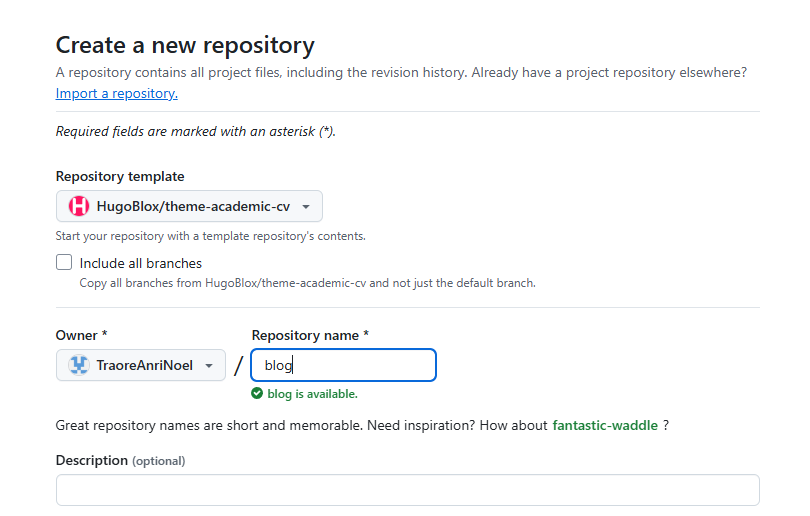 Create a new repository
A repository contains all project files, including the revision history. Already have a project repository elsewhere?
Import a repository.
Required fields are marked with an asterisk (*).
Repository template
HugoBlox/theme-academic-cv
Start your repository with a template repository's contents.
Include all branches
Copy all branches from HugoBlox/theme-academic-cv and not just the default branch.
Owner * Repository name *
TraoreAnriNoel / blog
blog is available.
Great repository names are short and memorable. Need inspiration? How about fantastic-waddle ?
Description (optional)